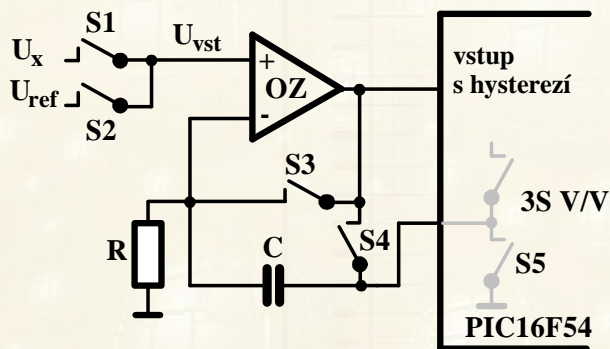 S1
Ux
Uvst
Uref
S2
+
OZ
-
vstup
s hysterezí
S3
3S V/V
S4
R
C
S5
PIC16F54